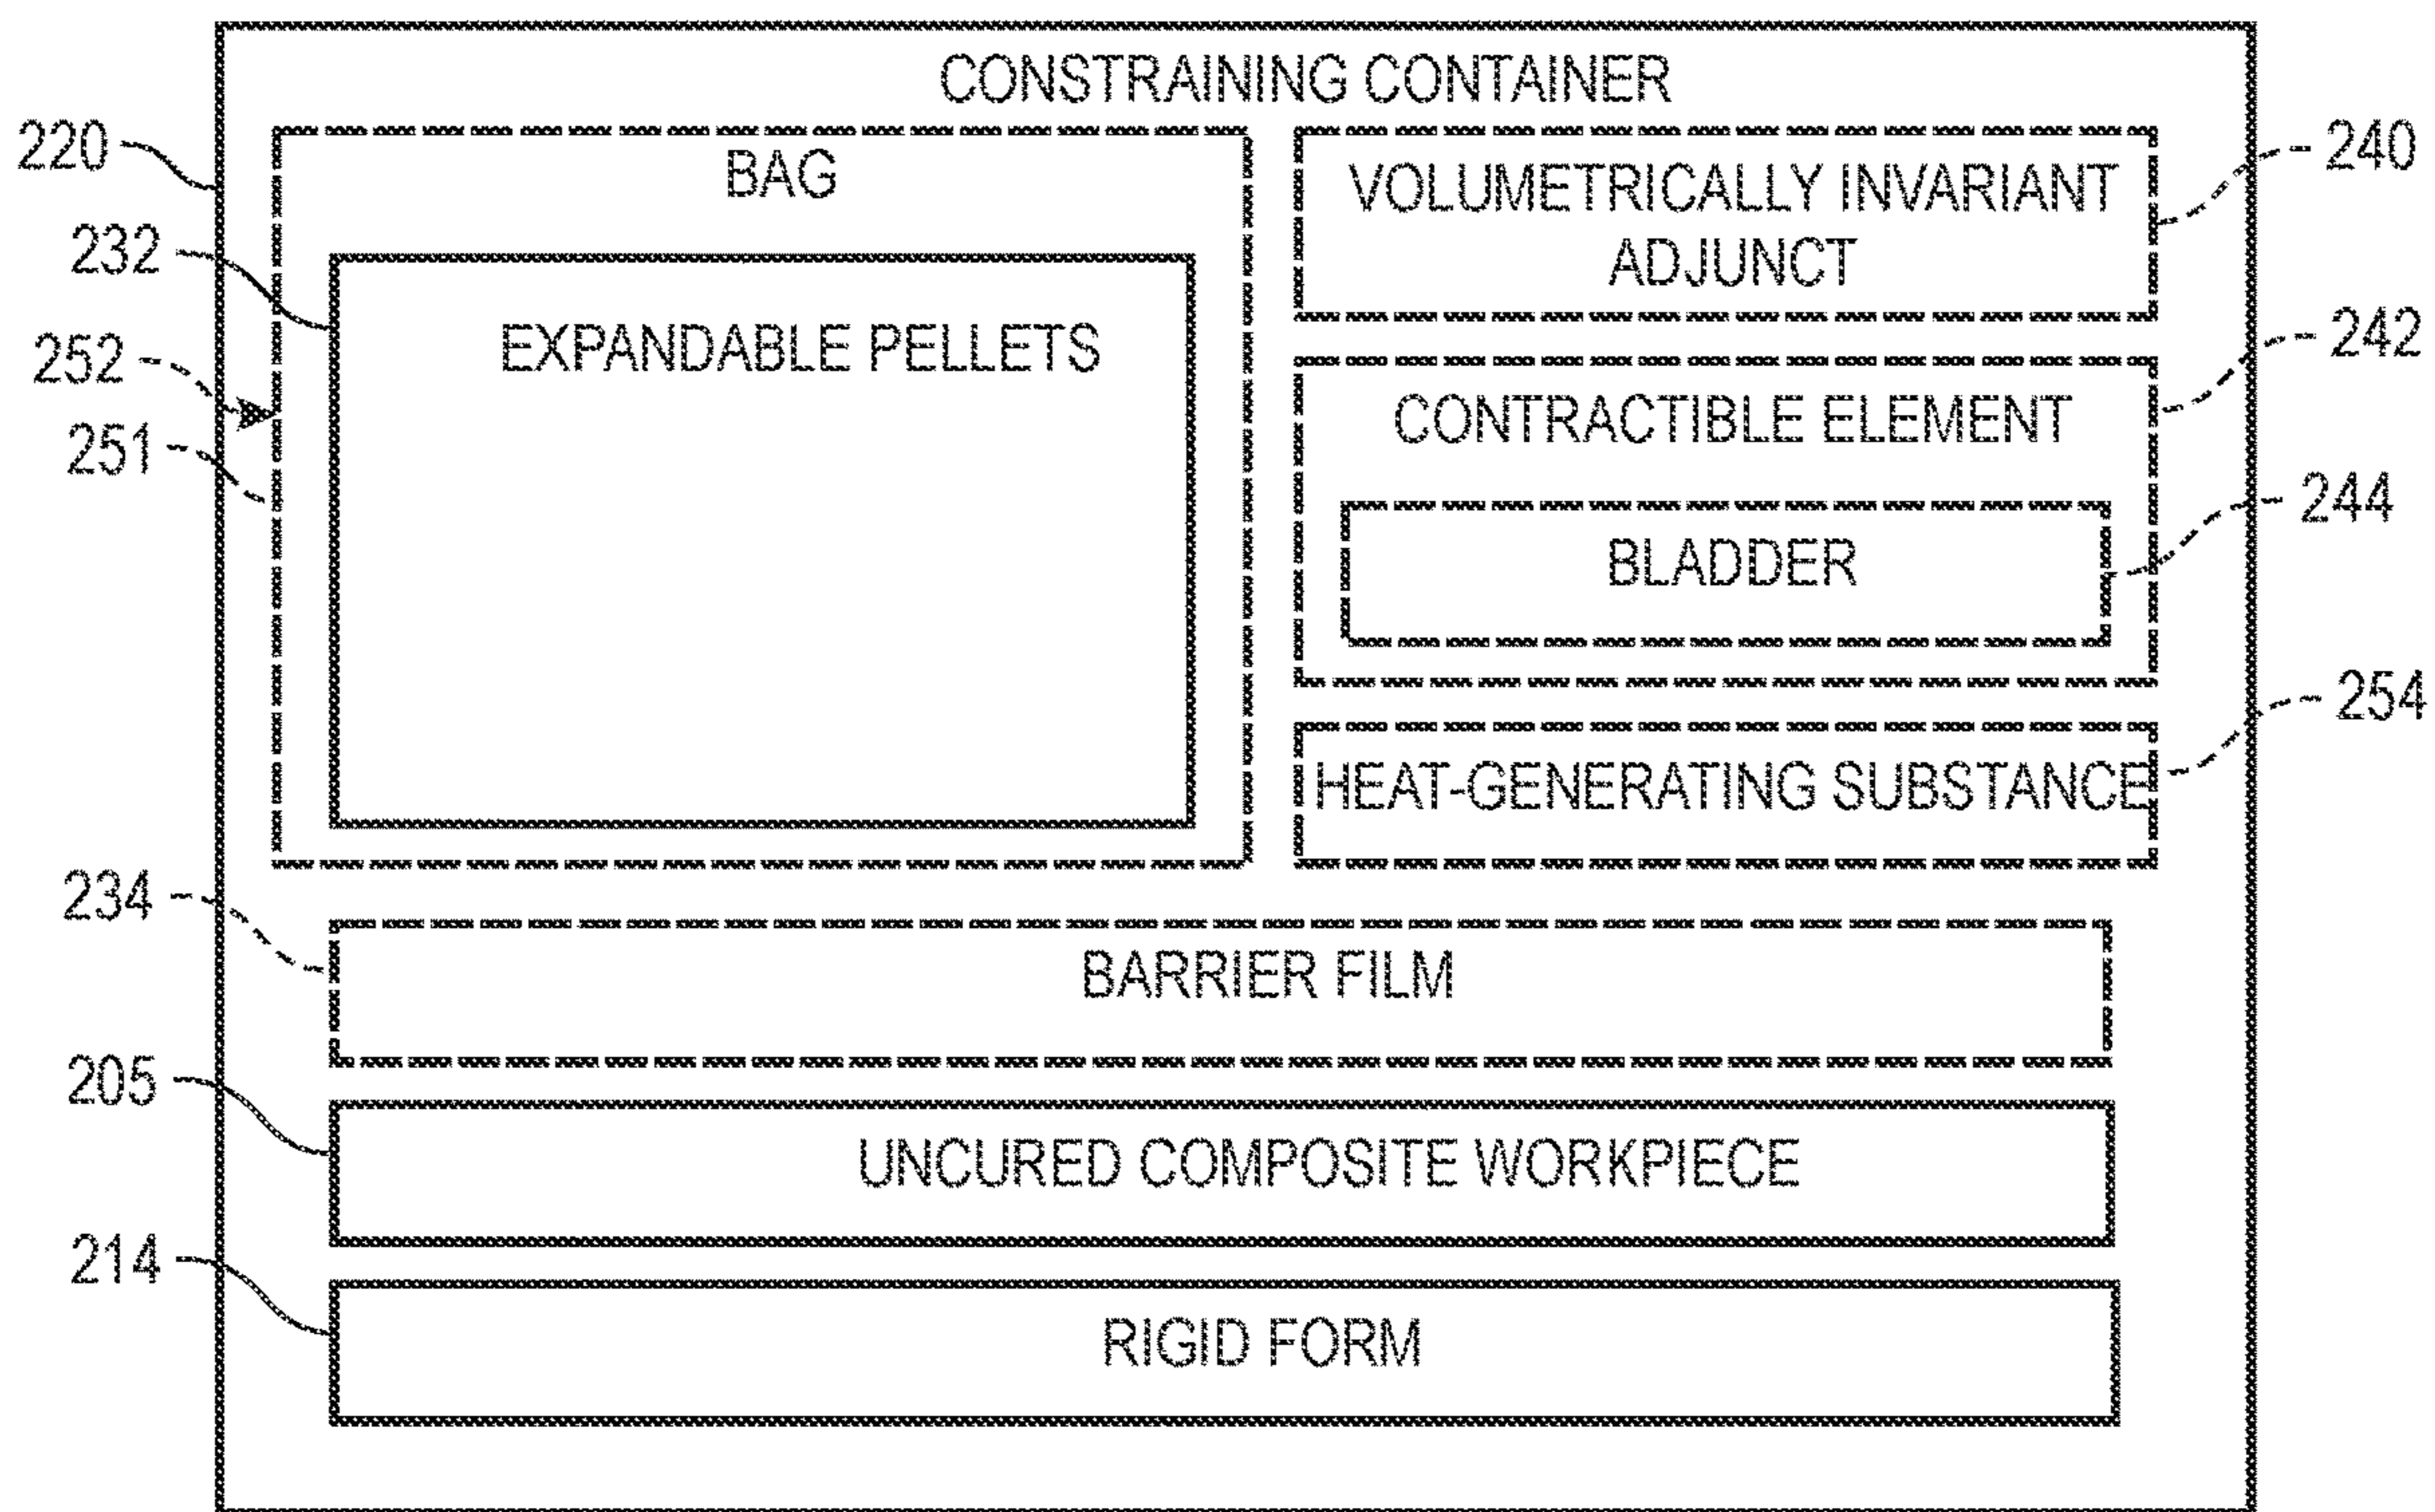 CONSTRAINING CONTAINER
220
BAG
VOLUMETRICALLY INVARIANT
ADJUNCT
240
232
EXPANDABLE PELLETS
242
252
CONTRACTIBLE ELEMENT
251
244
BLADDER
254
HEAT-GENERATING SUBSTANCE
234
BARRIER FILM
205
UNCURED COMPOSITE WORKPIECE
214
RIGID FORM